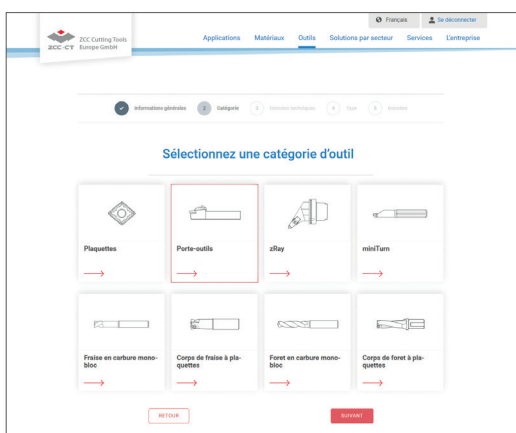 Français
Se déconnecter
ZCC Cutting Tools
ZCC-CT Europe GmbH
Applications Matériaux Outils Solutions par secteur Services L'entreprise
Informations générales 2 Catégorie 3 Données techniques 4 Type 5 Données
Sélectionnez une catégorie d'outil
Plaquettes Porte-outils zRay miniTurn
Fraise en carbure mono-
bloc
Corps de fraise à pla-
quettes
Foret en carbure mono-
bloc
Corps de foret à pla-
quettes
RETOUR SUIVANT